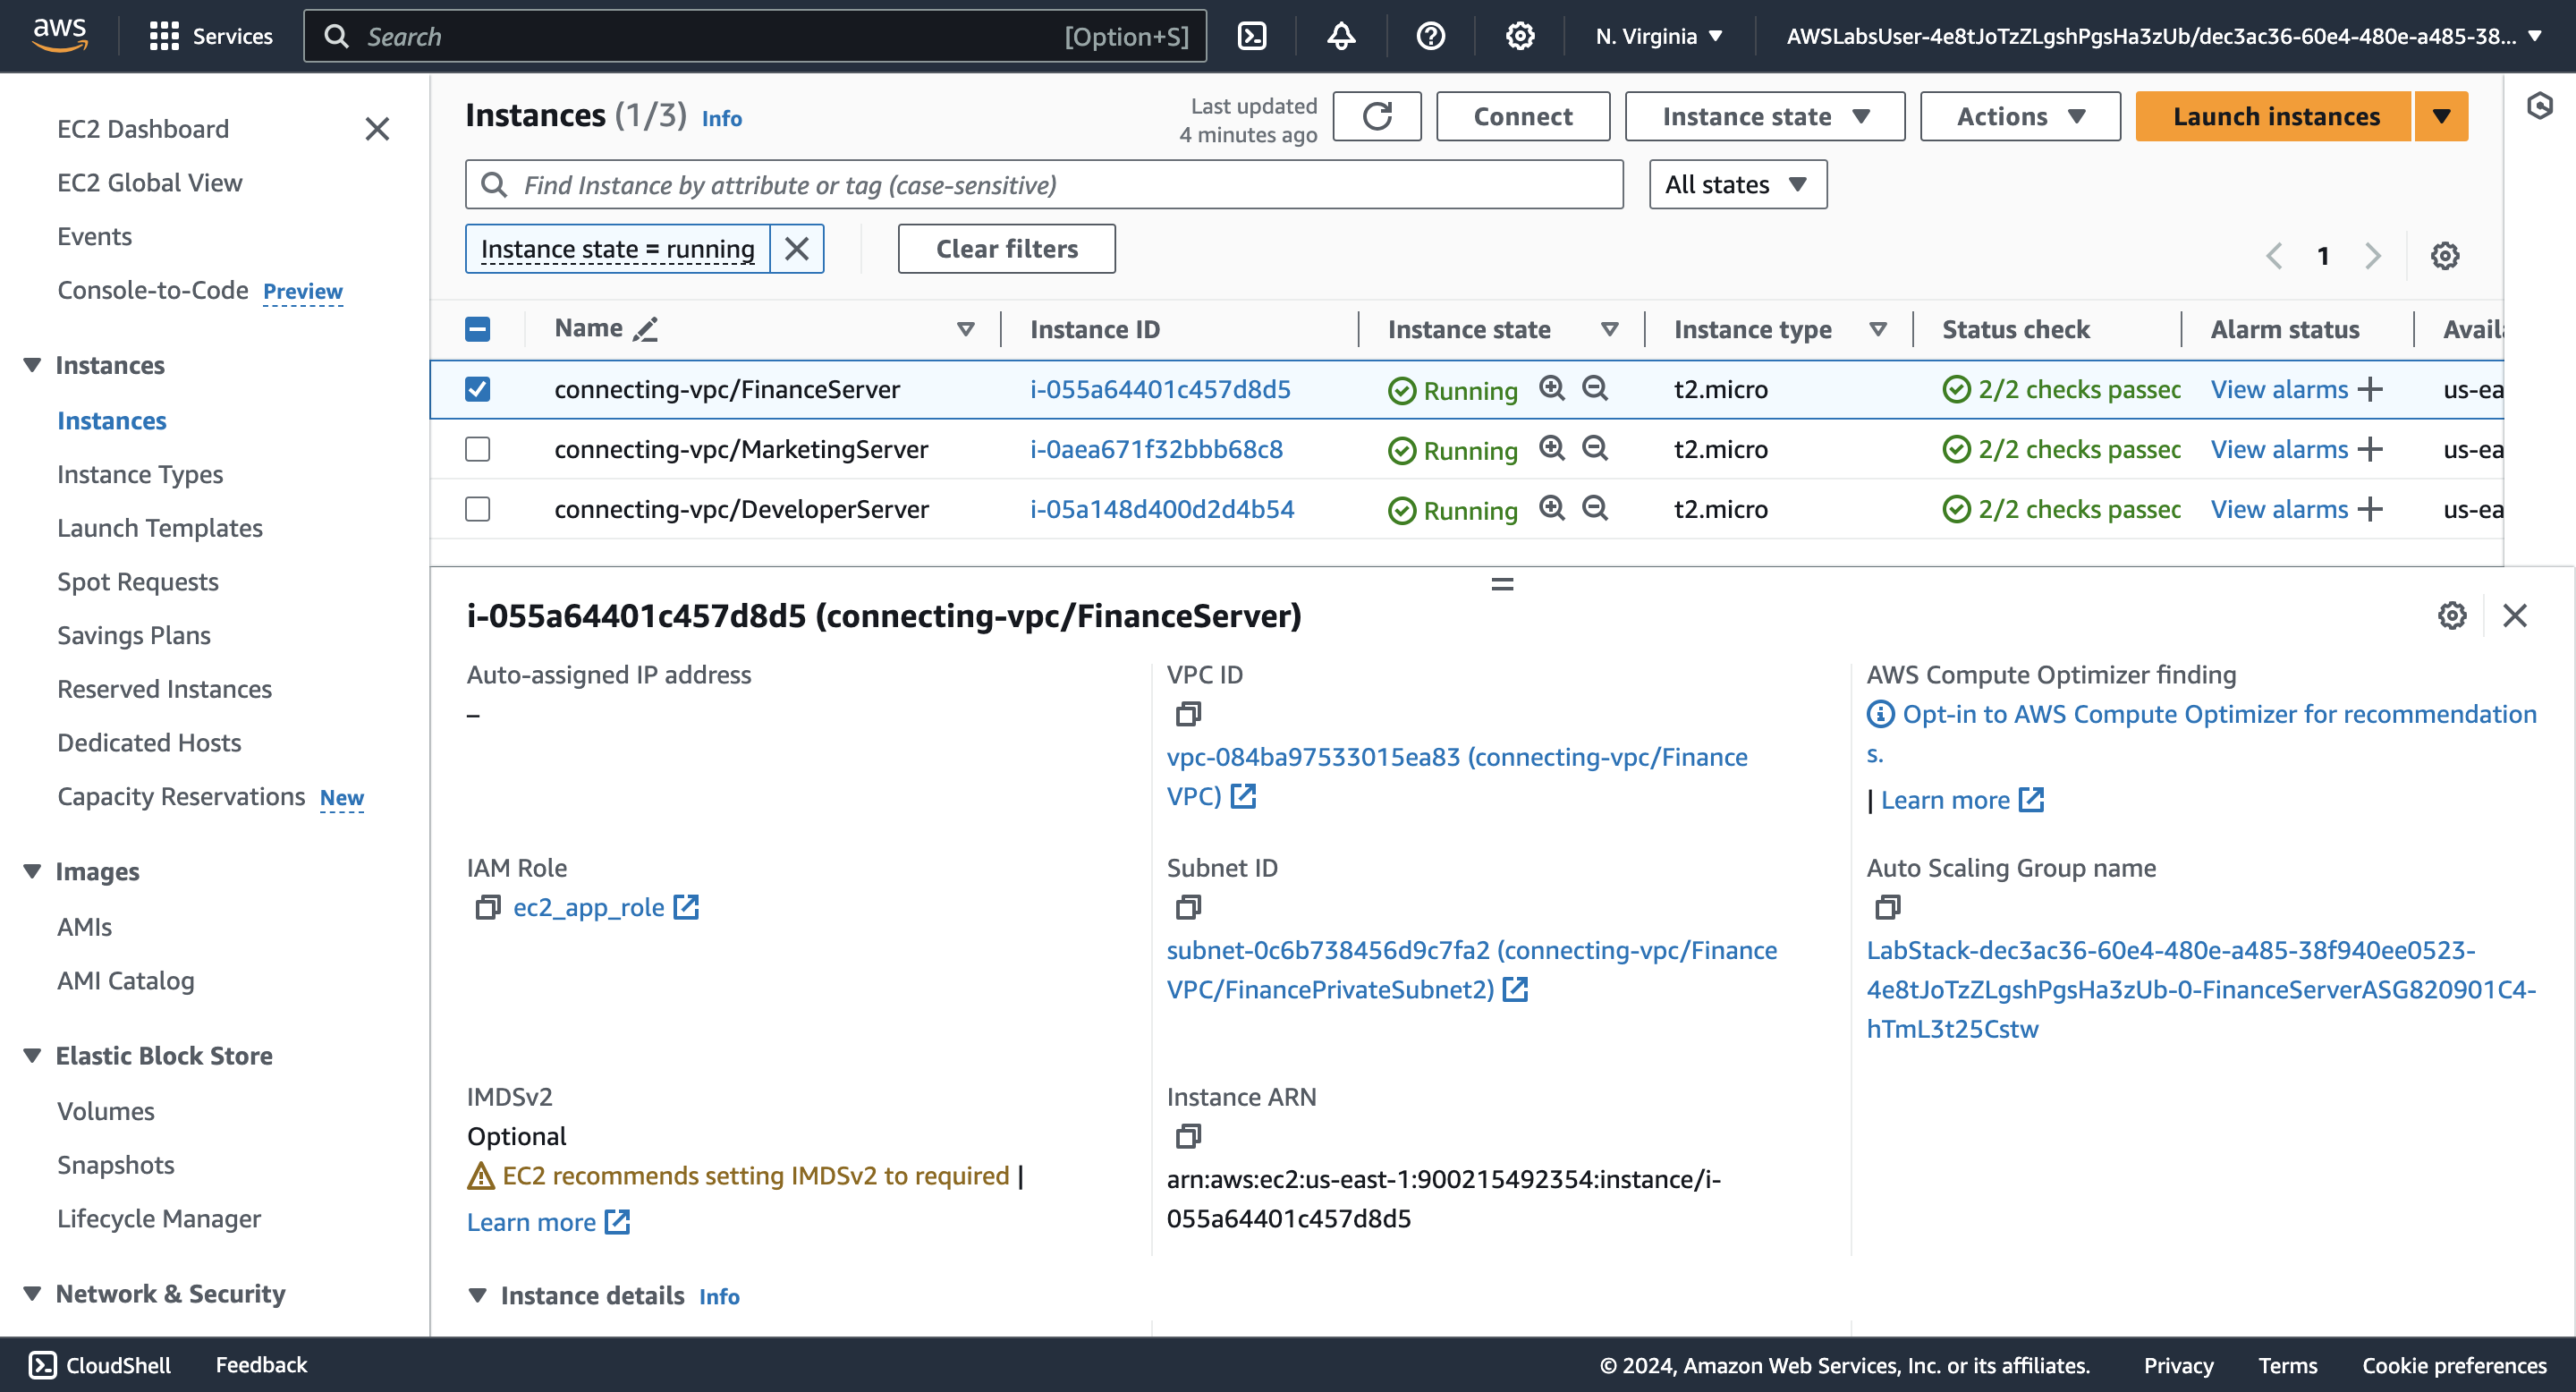 aws
Services
Search
[Option+S]
N. Virginia
AWSLabsUser-4e8tJoTzZLgshPgsHa3zUb/dec3ac36-60e4-480e-a485-38...
EC2 Dashboard
EC2 Global View
Events
Console-to-Code Preview
Instances
Instances
Instance Types
Launch Templates
Spot Requests
Savings Plans
Reserved Instances
Dedicated Hosts
Capacity Reservations New
Images
AMIs
AMI Catalog
Elastic Block Store
Volumes
Snapshots
Lifecycle Manager
Network & Security
Instances (1/3) Info
Last updated
4 minutes ago
Connect
Instance state
Actions
Launch instances
Find Instance by attribute or tag (case-sensitive)
All states
Instance state = running
Clear filters
1
Name Instance ID Instance state Instance type Status check Alarm status Avail
connecting-vpc/FinanceServer i-055a64401c457d8d5 Running t2.micro 2/2 checks passed View alarms + us-ea
connecting-vpc/MarketingServer i-0aea671f32bbb68c8 Running t2.micro 2/2 checks passed View alarms + us-ea
connecting-vpc/DeveloperServer i-05a148d400d2d4b54 Running t2.micro 2/2 checks passed View alarms + us-ea
i-055a64401c457d8d5 (connecting-vpc/FinanceServer)
Auto-assigned IP address
–
VPC ID
vpc-084ba97533015ea83 (connecting-vpc/Finance
VPC)
AWS Compute Optimizer finding
Opt-in to AWS Compute Optimizer for recommendation
s.
| Learn more
IAM Role
ec2_app_role
Subnet ID
subnet-0c6b738456d9c7fa2 (connecting-vpc/Finance
VPC/FinancePrivateSubnet2)
Auto Scaling Group name
LabStack-dec3ac36-60e4-480e-a485-38f940ee0523-
4e8tJoTzZLgshPgsHa3zUb-0-FinanceServerASG820901C4-
hTmL3t25Cstw
IMDSv2
Optional
EC2 recommends setting IMDSv2 to required |
Learn more
Instance ARN
arn:aws:ec2:us-east-1:900215492354:instance/i-
055a64401c457d8d5
Instance details Info
CloudShell
Feedback
© 2024, Amazon Web Services, Inc. or its affiliates.
Privacy
Terms
Cookie preferences